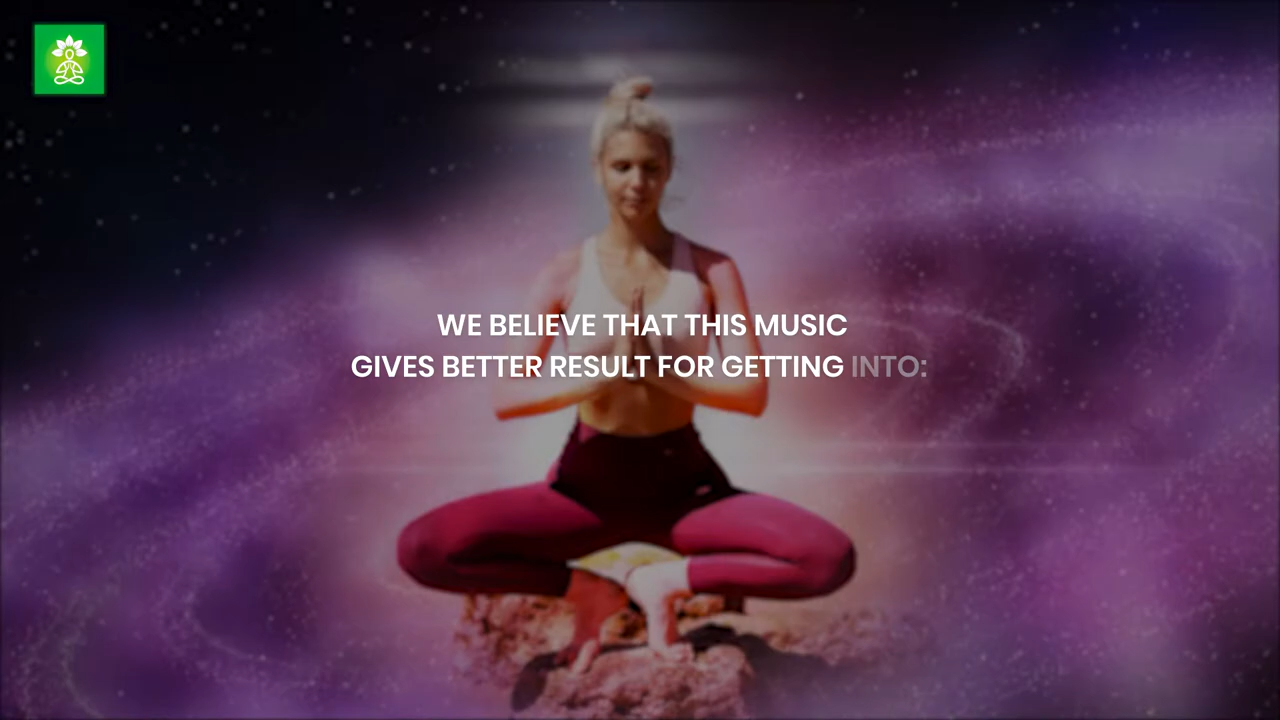 WE BELIEVE THAT THIS MUSIC
GIVES BETTER RESULT FOR GETTING INTO: